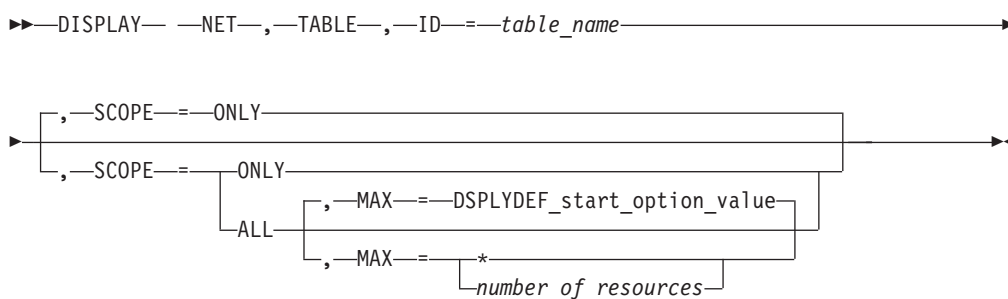 DISPLAY NET , TABLE , ID = table_name
, SCOPE = ONLY
, SCOPE = ONLY
, MAX = DSPLYDEF_start_option_value
ALL
, MAX = *
number of resources